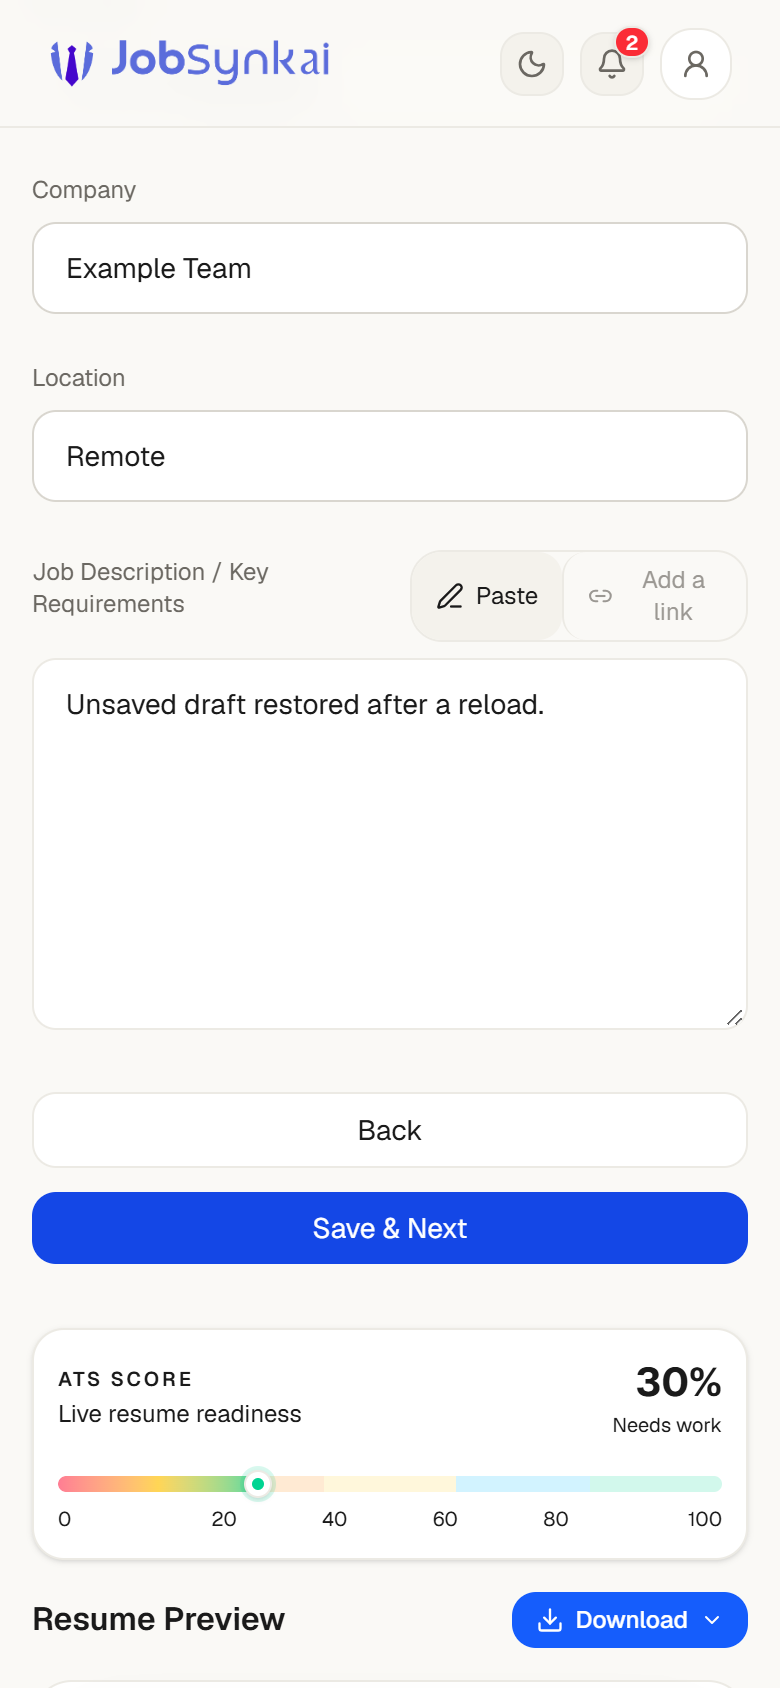 JobSynkai
2
Company
Example Team
Location
Remote
Job Description / Key
Requirements
Paste
Add a
link
Unsaved draft restored after a reload.
Back
Save & Next
ATS SCORE
30%
Live resume readiness
Needs work
0 20 40 60 80 100
Resume Preview
Download